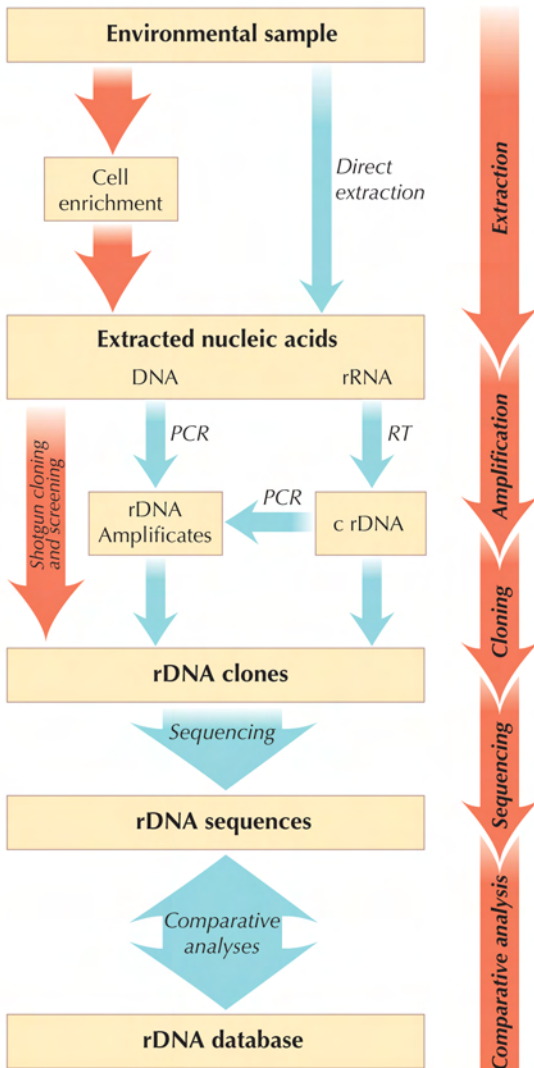 Environmental sample
Cell
enrichment
Direct
extraction
Extraction
Extracted nucleic acids
DNA
rRNA
Shotgun cloning
and screening
PCR
RT
Amplification
rDNA
Amplificates
PCR
c rDNA
Cloning
rDNA clones
Sequencing
Sequencing
rDNA sequences
Comparative
analyses
Comparative analysis
rDNA database